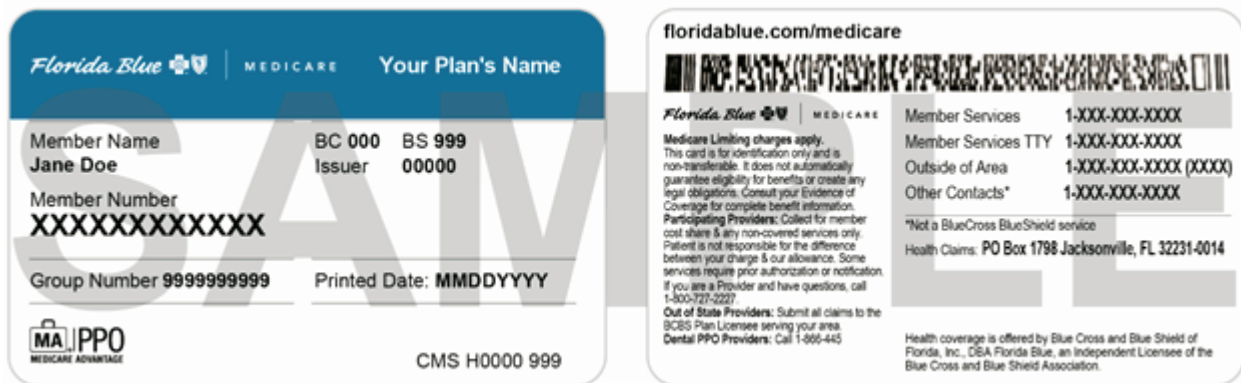 Florida Blue MEDICARE Your Plan's Name
Member Name
Jane Doe
BC 000 BS 999
Issuer 00000
Member Number
XXXXXXXXXXXX
Group Number 9999999999
Printed Date: MMDDYYYY
MA PPO
MEDICARE ADVANTAGE
CMS H0000 999
floridablue.com/medicare
Florida Blue MEDICARE
Medicare Limiting charges apply.
This card is for identification only and is
non-transferable. It does not automatically
guarantee eligibility for benefits or create any
legal obligations. Consult your Evidence of
Coverage for complete benefit information.
Participating Providers: Collect for member
cost share & any non-covered services only.
Patient is not responsible for the difference
between your charge & our allowance. Some
services require prior authorization or notification.
If you are a Provider and have questions, call
1-800-727-2227.
Out of State Providers: Submit all claims to the
BCBS Plan Licensee serving your area.
Dental PPO Providers: Call 1-866-445
Member Services 1-XXX-XXX-XXXX
Member Services TTY 1-XXX-XXX-XXXX
Outside of Area 1-XXX-XXX-XXXX (XXXX)
Other Contacts* 1-XXX-XXX-XXXX
*Not a BlueCross BlueShield service
Health Claims: PO Box 1798 Jacksonville, FL 32231-0014
Health coverage is offered by Blue Cross and Blue Shield of
Florida, Inc., DBA Florida Blue, an Independent Licensee of the
Blue Cross and Blue Shield Association.
SAMPLE